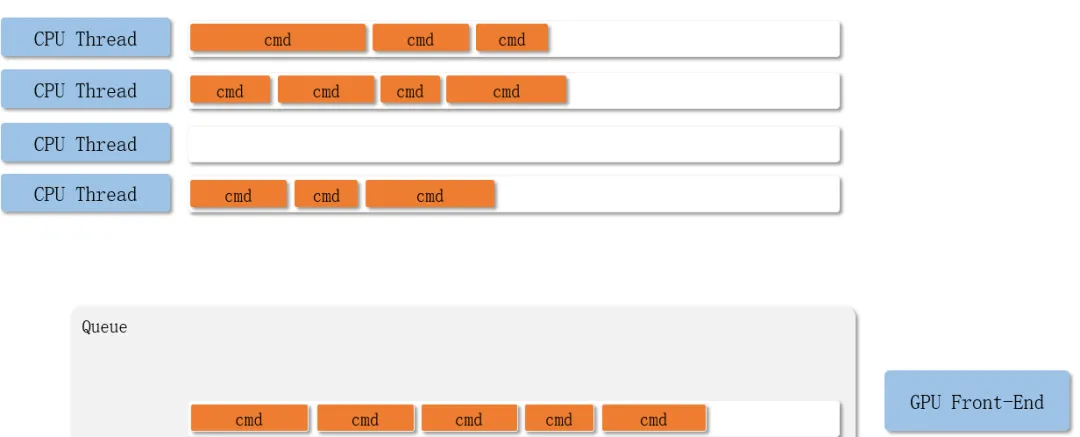 CPU Thread cmd cmd cmd
CPU Thread cmd cmd cmd cmd
CPU Thread
CPU Thread cmd cmd cmd
Queue
GPU Front-End
cmd cmd cmd cmd cmd